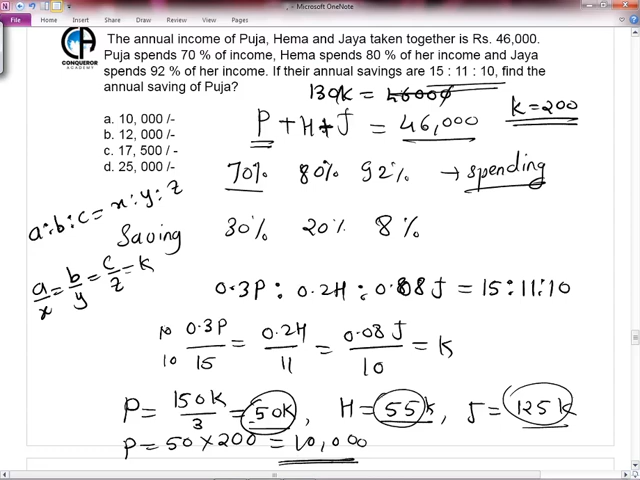 Microsoft OneNote
File Home Insert Share Draw Review View
CA
CONQUEROR
ACADEMY
The annual income of Puja, Hema and Jaya taken together is Rs. 46,000.
Puja spends 70 % of income, Hema spends 80 % of her income and Jaya
spends 92 % of her income. If their annual savings are 15 : 11 : 10, find the
annual saving of Puja?
130k = 46000
k = 200
a. 10, 000 /-
b. 12, 000 /-
c. 17, 500 /-
d. 25, 000 /-
P + H + J = 46,000
70% 80% 92% → spending
a:b:c = x:y:z
Saving 30% 20% 8%
a/x = b/y = c/z = k
0.3P : 0.2H : 0.08J = 15:11:10
10 0.3P / 10 15 = 0.2H / 11 = 0.08J / 10 = K
P = 150K / 3 = 50K , H = 55k , J = 125k
P = 50 × 200 = 10,000